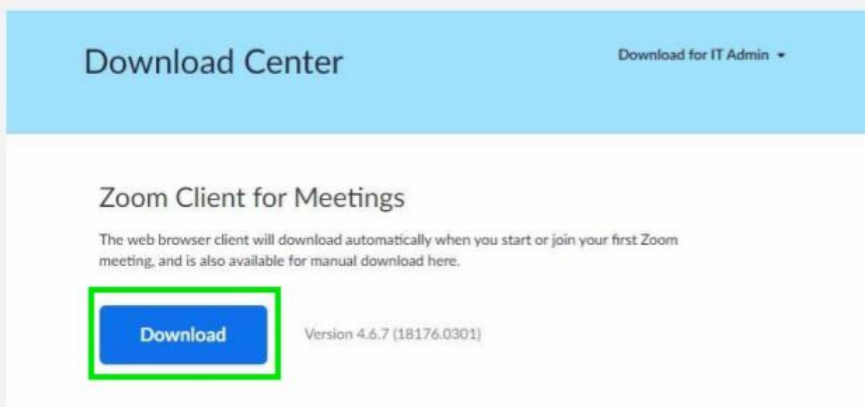 Download Center
Download for IT Admin
Zoom Client for Meetings
The web browser client will download automatically when you start or join your first Zoom
meeting, and is also available for manual download here.
Download
Version 4.6.7 (18176.0301)